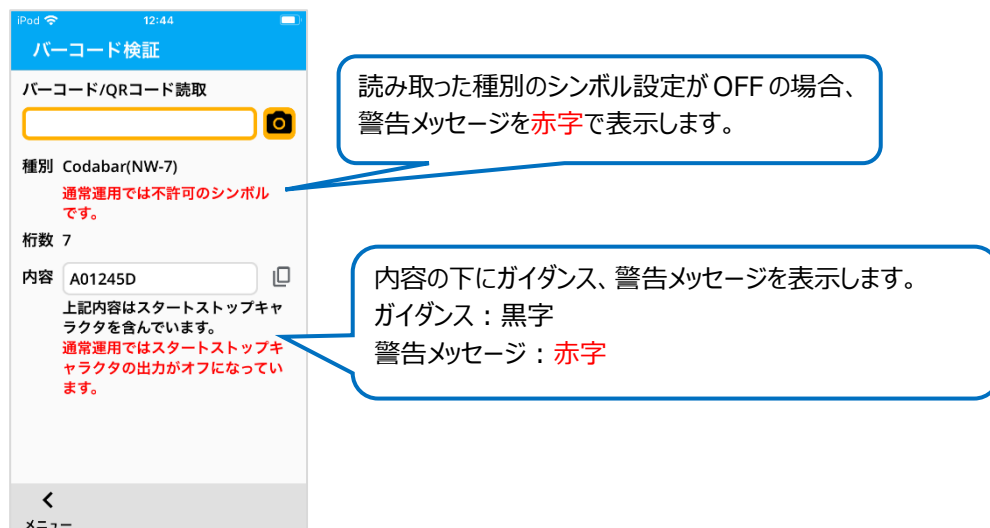 iPod 12:44
バーコード検証
バーコード/QRコード読取
種別 Codabar(NW-7)
通常運用では不許可のシンボル
です。
桁数 7
内容 A01245D
上記内容はスタートストップキャ
ラクタを含んでいます。
通常運用ではスタートストップキ
ャラクタの出力がオフになってい
ます。
メニュー
読み取った種別のシンボル設定が OFF の場合、
警告メッセージを赤字で表示します。
内容の下にガイダンス、警告メッセージを表示します。
ガイダンス：黒字
警告メッセージ：赤字